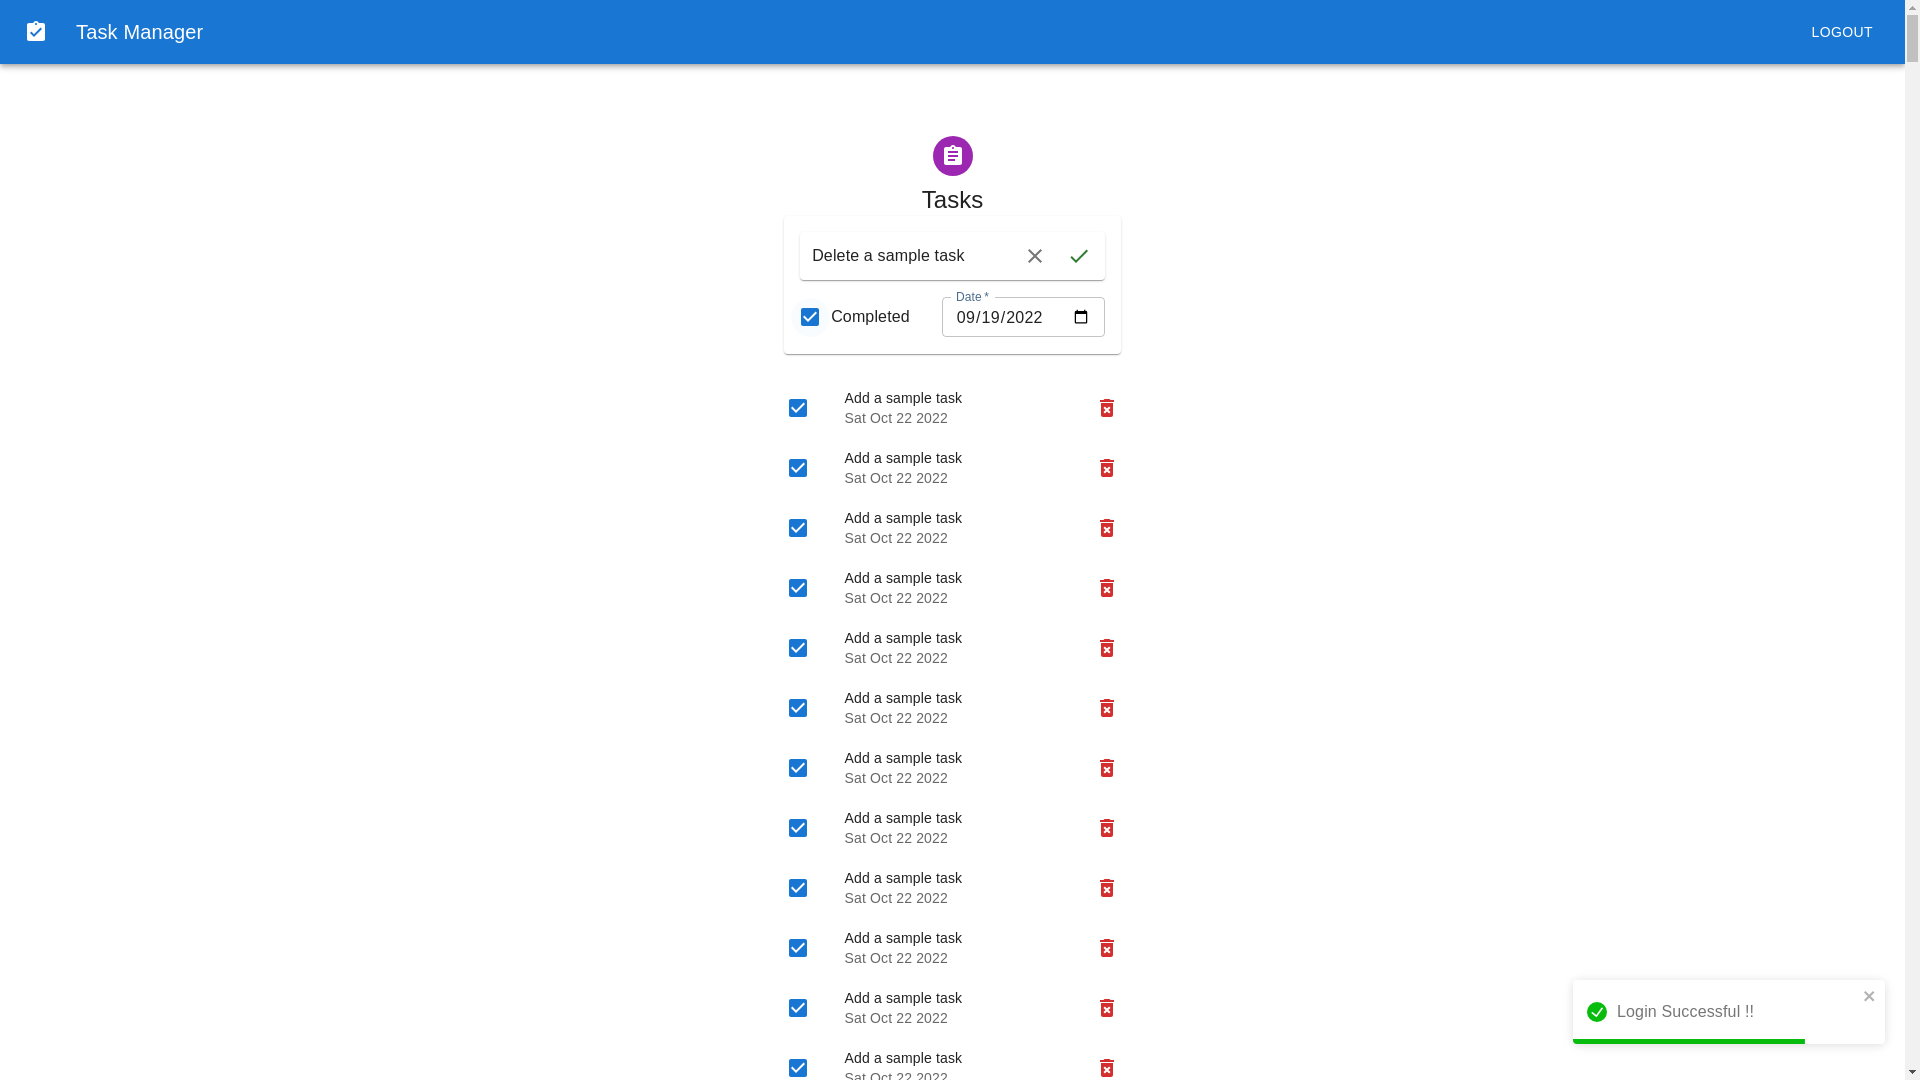 Task Manager
LOGOUT
Tasks
Delete a sample task
Completed
Date *
09/19/2022
Add a sample task
Sat Oct 22 2022
Add a sample task
Sat Oct 22 2022
Add a sample task
Sat Oct 22 2022
Add a sample task
Sat Oct 22 2022
Add a sample task
Sat Oct 22 2022
Add a sample task
Sat Oct 22 2022
Add a sample task
Sat Oct 22 2022
Add a sample task
Sat Oct 22 2022
Add a sample task
Sat Oct 22 2022
Add a sample task
Sat Oct 22 2022
Add a sample task
Sat Oct 22 2022
Add a sample task
Sat Oct 22 2022
Login Successful !!